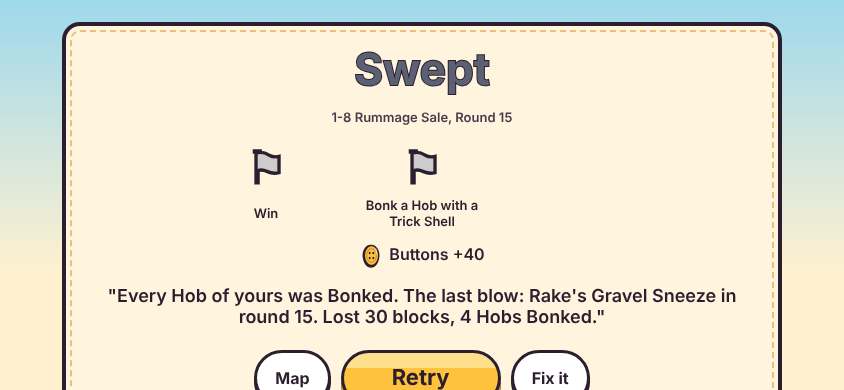 Swept
1-8 Rummage Sale, Round 15
Win
Bonk a Hob with a
Trick Shell
Buttons +40
"Every Hob of yours was Bonked. The last blow: Rake's Gravel Sneeze in
round 15. Lost 30 blocks, 4 Hobs Bonked."
Map
Retry
Fix it